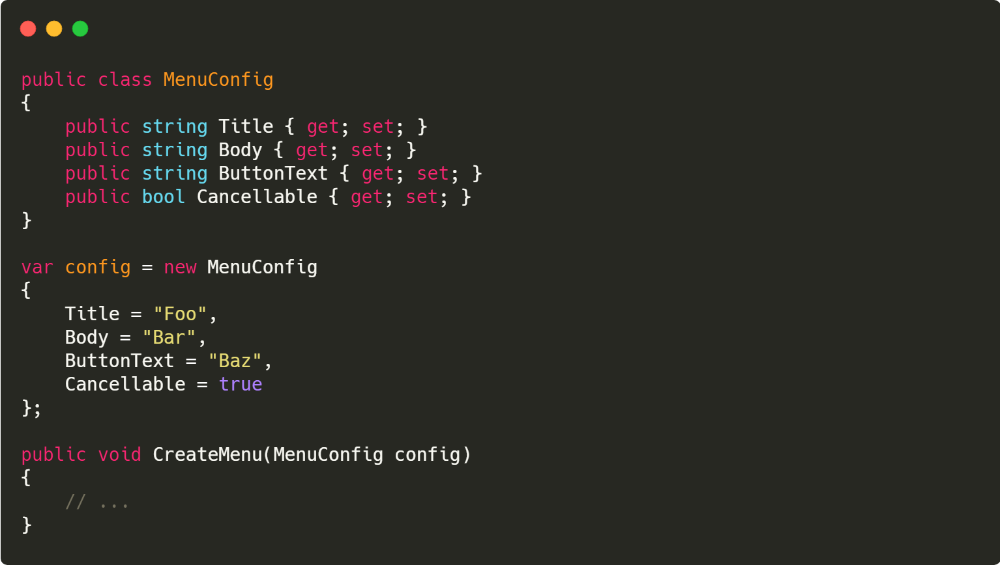 public class MenuConfig
{
    public string Title { get; set; }
    public string Body { get; set; }
    public string ButtonText { get; set; }
    public bool Cancellable { get; set; }
}

var config = new MenuConfig
{
    Title = "Foo",
    Body = "Bar",
    ButtonText = "Baz",
    Cancellable = true
};

public void CreateMenu(MenuConfig config)
{
    // ...
}